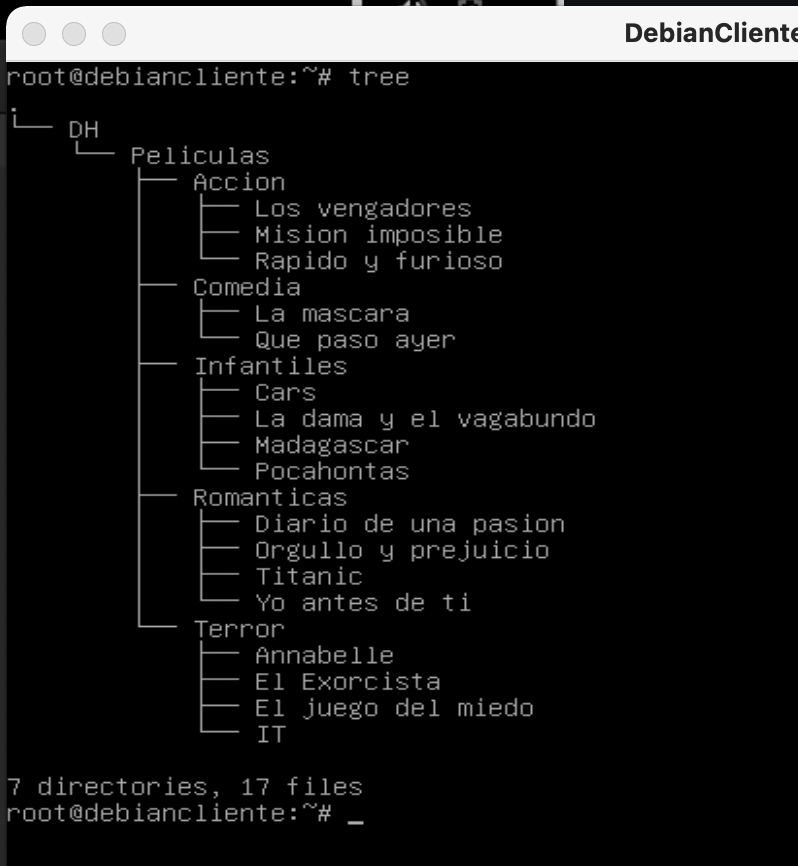 DebianCliente
root@debiancliente:~# tree
.
└── DH
    └── Peliculas
        ├── Accion
        │   ├── Los vengadores
        │   ├── Mision imposible
        │   └── Rapido y furioso
        ├── Comedia
        │   ├── La mascara
        │   └── Que paso ayer
        ├── Infantiles
        │   ├── Cars
        │   ├── La dama y el vagabundo
        │   ├── Madagascar
        │   └── Pocahontas
        ├── Romanticas
        │   ├── Diario de una pasion
        │   ├── Orgullo y prejuicio
        │   ├── Titanic
        │   └── Yo antes de ti
        └── Terror
            ├── Annabelle
            ├── El Exorcista
            ├── El juego del miedo
            └── IT
7 directories, 17 files
root@debiancliente:~# _